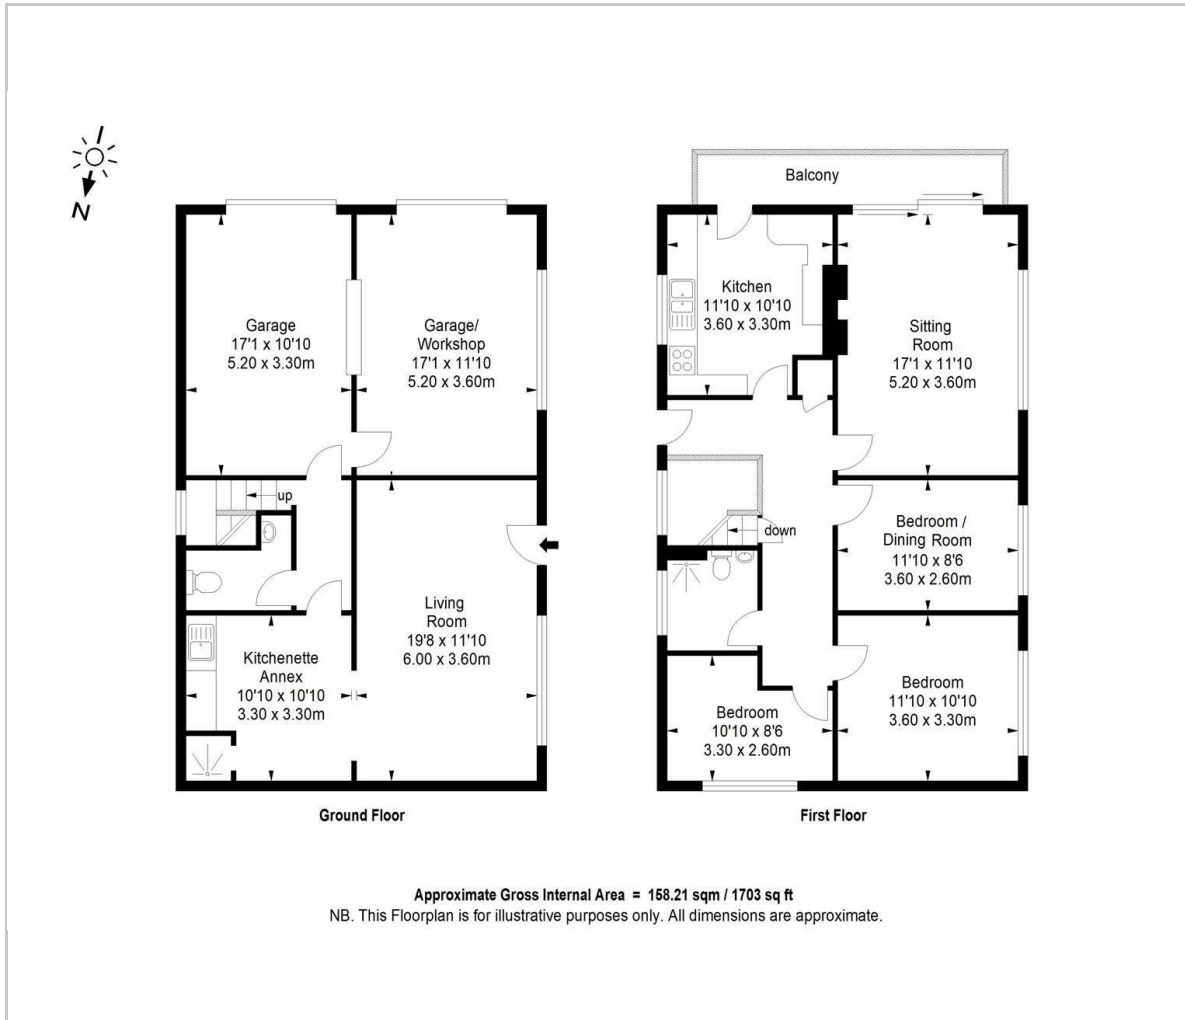 N
Garage
17'1 x 10'10
5.20 x 3.30m
Garage/
Workshop
17'1 x 11'10
5.20 x 3.60m
up
Living
Room
19'8 x 11'10
6.00 x 3.60m
Kitchenette
Annex
10'10 x 10'10
3.30 x 3.30m
Ground Floor
Balcony
Kitchen
11'10 x 10'10
3.60 x 3.30m
Sitting
Room
17'1 x 11'10
5.20 x 3.60m
down
Bedroom /
Dining Room
11'10 x 8'6
3.60 x 2.60m
Bedroom
10'10 x 8'6
3.30 x 2.60m
Bedroom
11'10 x 10'10
3.60 x 3.30m
First Floor
Approximate Gross Internal Area = 158.21 sqm / 1703 sq ft
NB. This Floorplan is for illustrative purposes only. All dimensions are approximate.